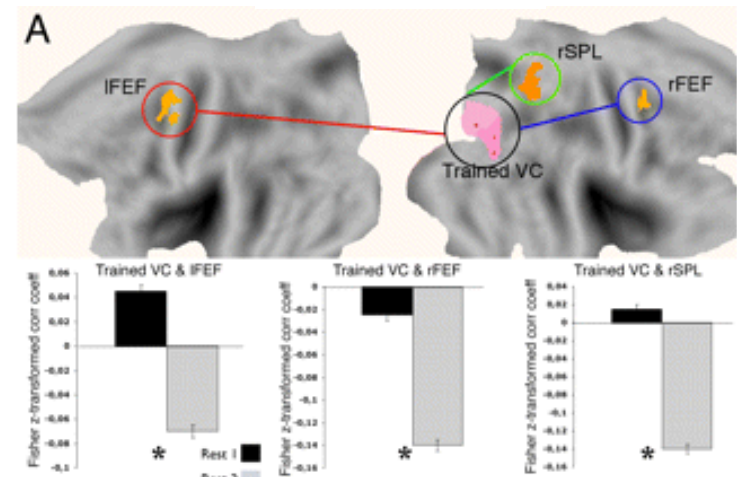 A
lFEF
rSPL
rFEF
Trained VC
Trained VC & lFEF
Fisher z-transformed corr coeff
0,06
0,04
0,02
0
-0,02
-0,04
-0,06
-0,08
-0,1
*
Rest 1
Trained VC & rFEF
Fisher z-transformed corr coeff
0
-0,02
-0,04
-0,06
-0,08
-0,1
-0,12
-0,14
-0,16
*
Trained VC & rSPL
Fisher z-transformed corr coeff
0,04
0,02
0
-0,02
-0,04
-0,06
-0,08
-0,1
-0,12
-0,14
-0,16
*